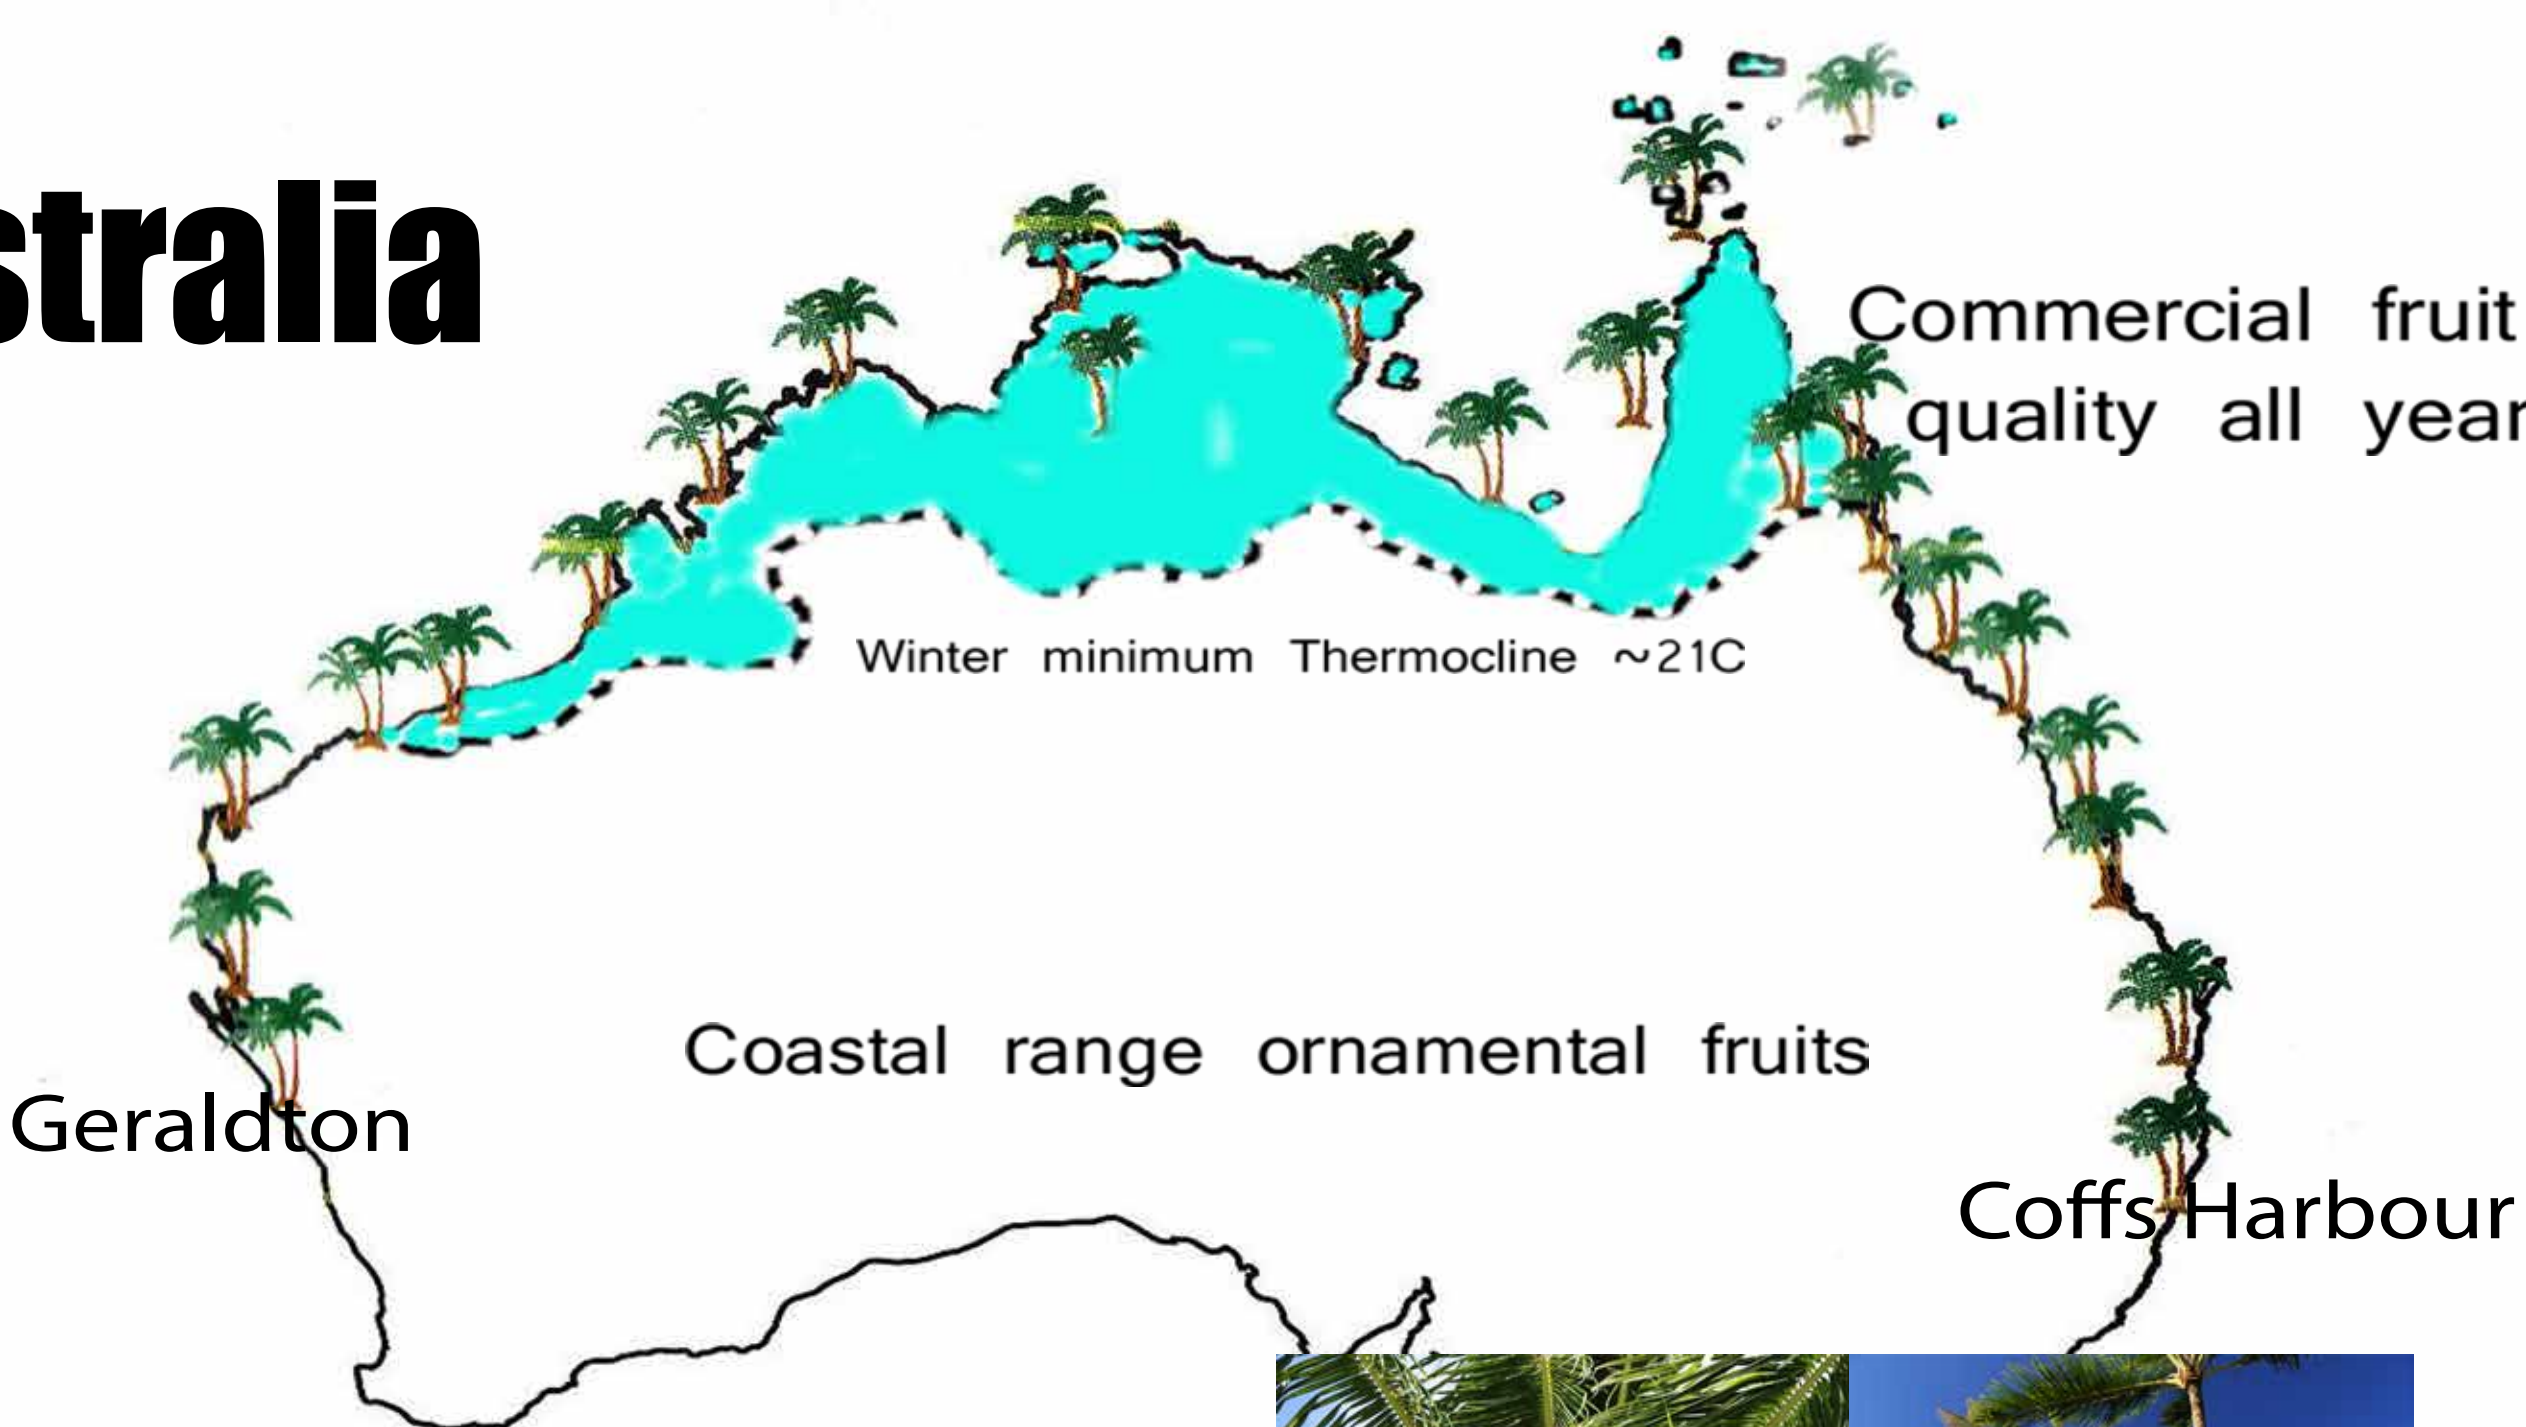 stralia
Commercial fruit
quality all year
Winter minimum Thermocline ~21C
Coastal range ornamental fruits
Geraldton
Coffs Harbour